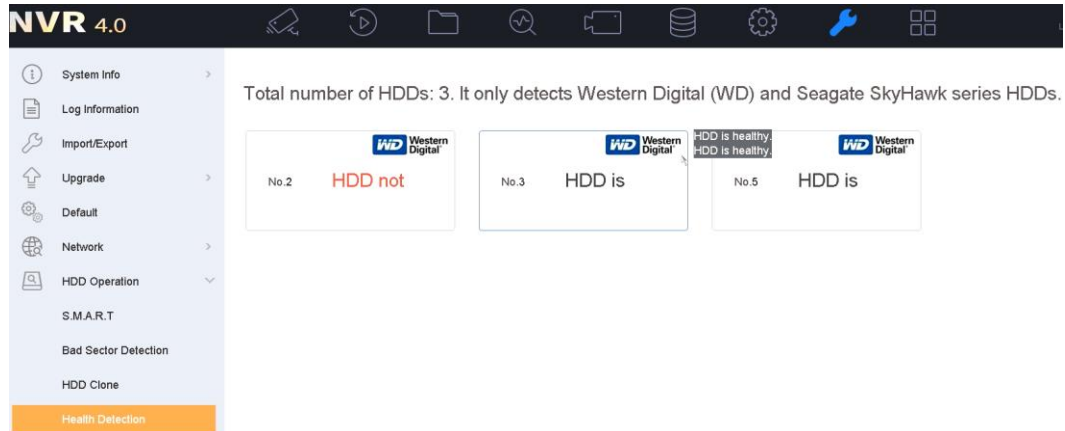 NVR 4.0
System Info
Log Information
Import/Export
Upgrade
Default
Network
HDD Operation
S.M.A.R.T
Bad Sector Detection
HDD Clone
Health Detection
Total number of HDDs: 3. It only detects Western Digital (WD) and Seagate SkyHawk series HDDs.
WD Western Digital
No.2 HDD not
WD Western Digital
No.3 HDD is
HDD is healthy.
HDD is healthy.
WD Western Digital
No.5 HDD is